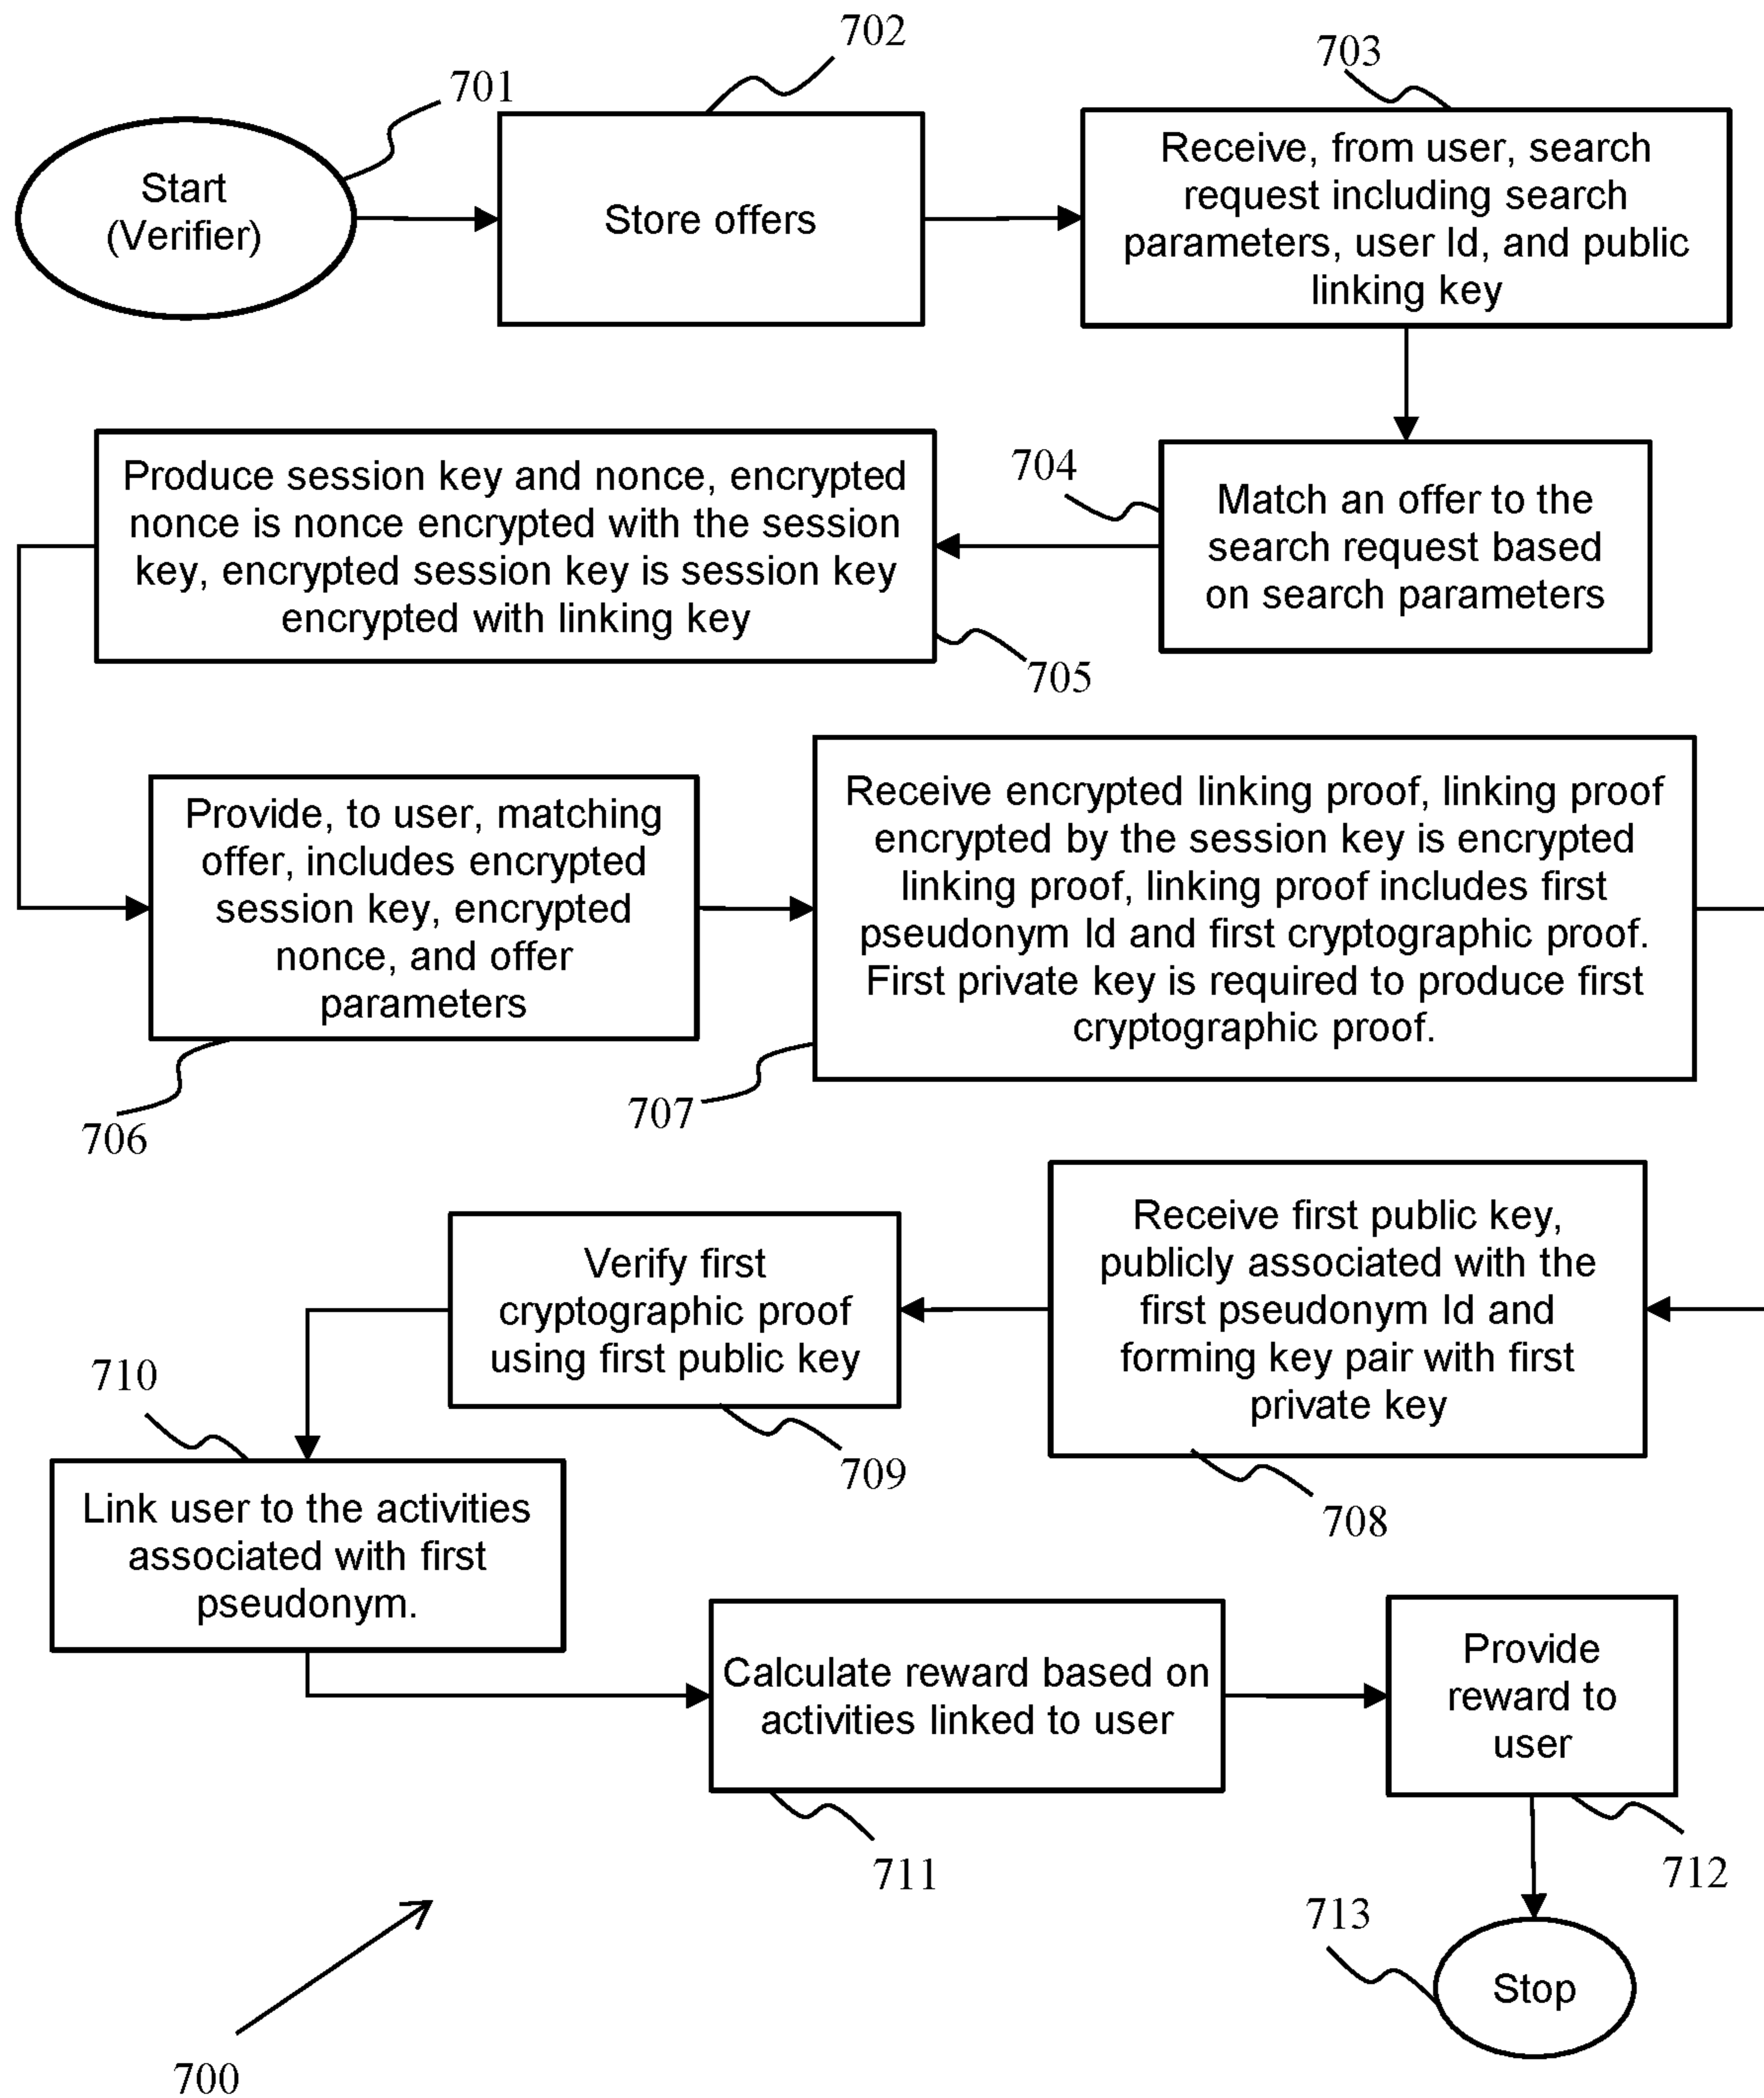 702
703
701
Start
(Verifier)
Store offers
Receive, from user, search
request including search
parameters, user Id, and public
linking key
704
Match an offer to the
search request based
on search parameters
Produce session key and nonce, encrypted
nonce is nonce encrypted with the session
key, encrypted session key is session key
encrypted with linking key
705
Provide, to user, matching
offer, includes encrypted
session key, encrypted
nonce, and offer
parameters
706
Receive encrypted linking proof, linking proof
encrypted by the session key is encrypted
linking proof, linking proof includes first
pseudonym Id and first cryptographic proof.
First private key is required to produce first
cryptographic proof.
707
Receive first public key,
publicly associated with the
first pseudonym Id and
forming key pair with first
private key
708
Verify first
cryptographic proof
using first public key
709
710
Link user to the activities
associated with first
pseudonym.
Calculate reward based on
activities linked to user
711
Provide
reward to
user
712
713
Stop
700